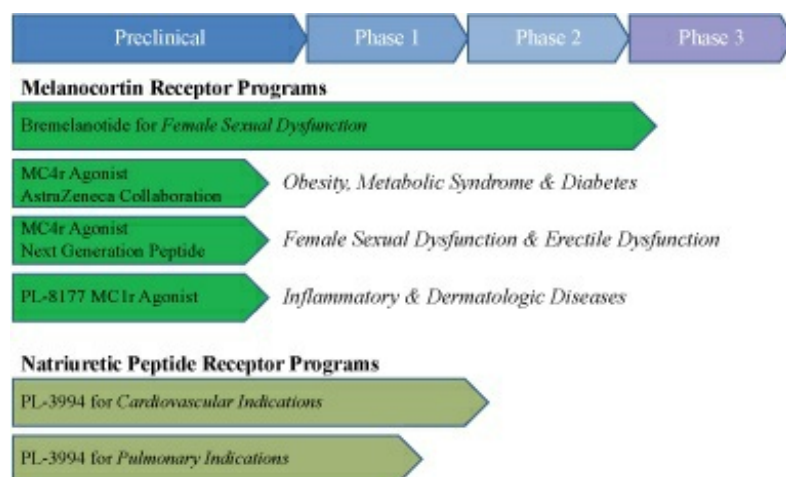 Preclinical Phase 1 Phase 2 Phase 3
Melanocortin Receptor Programs
Bremelanotide for Female Sexual Dysfunction
MC4r Agonist
AstraZeneca Collaboration
Obesity, Metabolic Syndrome & Diabetes
MC4r Agonist
Next Generation Peptide
Female Sexual Dysfunction & Erectile Dysfunction
PL-8177 MC1r Agonist
Inflammatory & Dermatologic Diseases
Natriuretic Peptide Receptor Programs
PL-3994 for Cardiovascular Indications
PL-3994 for Pulmonary Indications